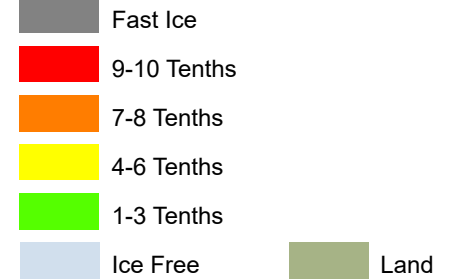 Fast Ice
9-10 Tenths
7-8 Tenths
4-6 Tenths
1-3 Tenths
Ice Free Land